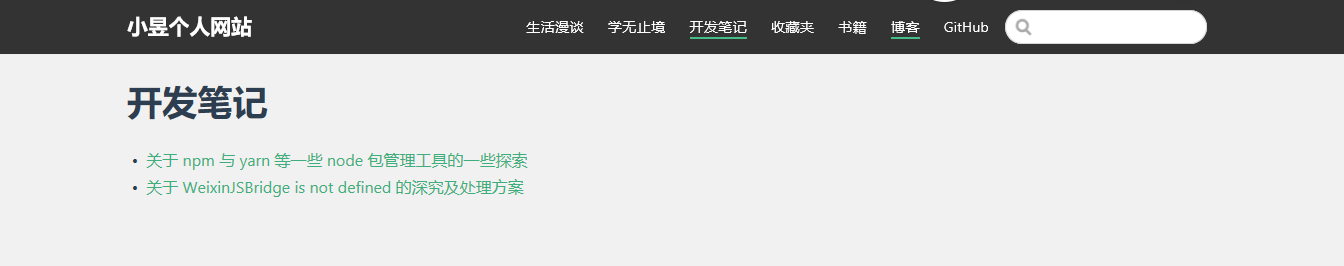 小昱个人网站 生活漫谈 学无止境 开发笔记 收藏夹 书籍 博客 GitHub
开发笔记
• 关于 npm 与 yarn 等一些 node 包管理工具的一些探索
• 关于 WeixinJSBridge is not defined 的深究及处理方案